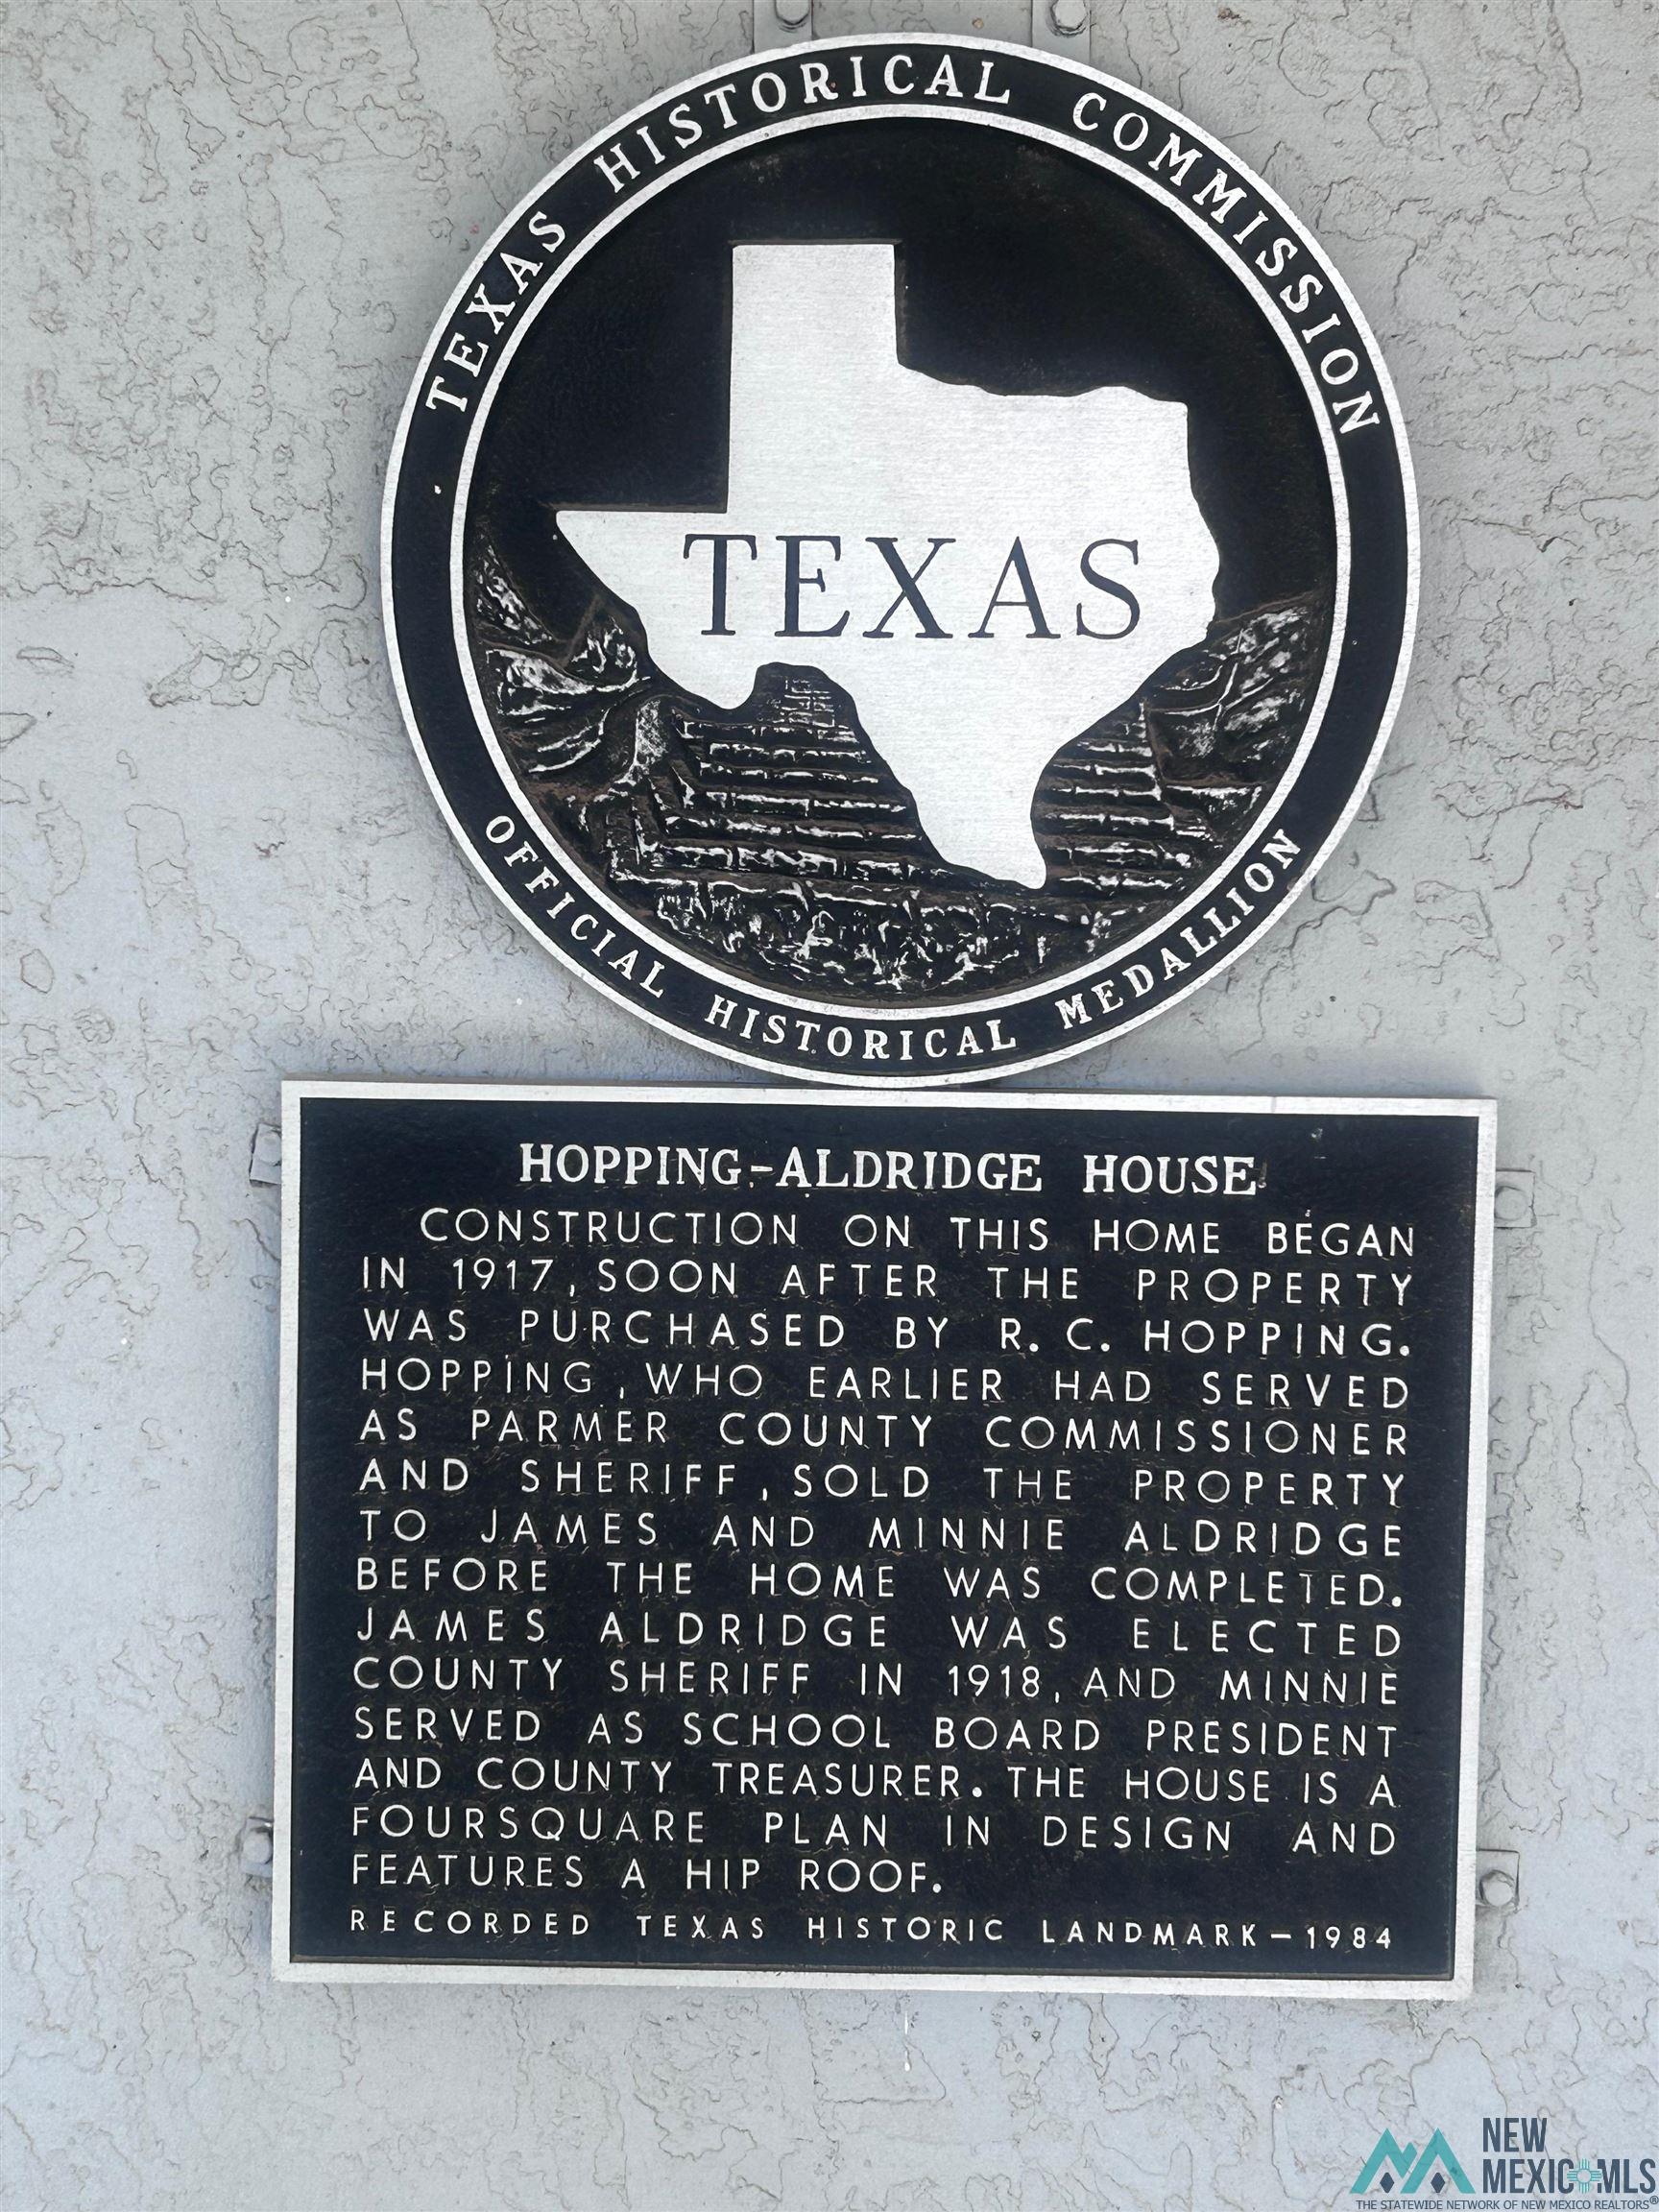 TEXAS HISTORICAL COMMISSION
TEXAS
OFFICIAL HISTORICAL MEDALLION
HOPPING-ALDRIDGE HOUSE
CONSTRUCTION ON THIS HOME BEGAN
IN 1917, SOON AFTER THE PROPERTY
WAS PURCHASED BY R. C. HOPPING.
HOPPING, WHO EARLIER HAD SERVED
AS PARMER COUNTY COMMISSIONER
AND SHERIFF, SOLD THE PROPERTY
TO JAMES AND MINNIE ALDRIDGE
BEFORE THE HOME WAS COMPLETED.
JAMES ALDRIDGE WAS ELECTED
COUNTY SHERIFF IN 1918, AND MINNIE
SERVED AS SCHOOL BOARD PRESIDENT
AND COUNTY TREASURER. THE HOUSE IS A
FOURSQUARE PLAN IN DESIGN AND
FEATURES A HIP ROOF.
RECORDED TEXAS HISTORIC LANDMARK – 1984
NEW
MEXICO MLS
THE STATEWIDE NETWORK OF NEW MEXICO REALTORS®